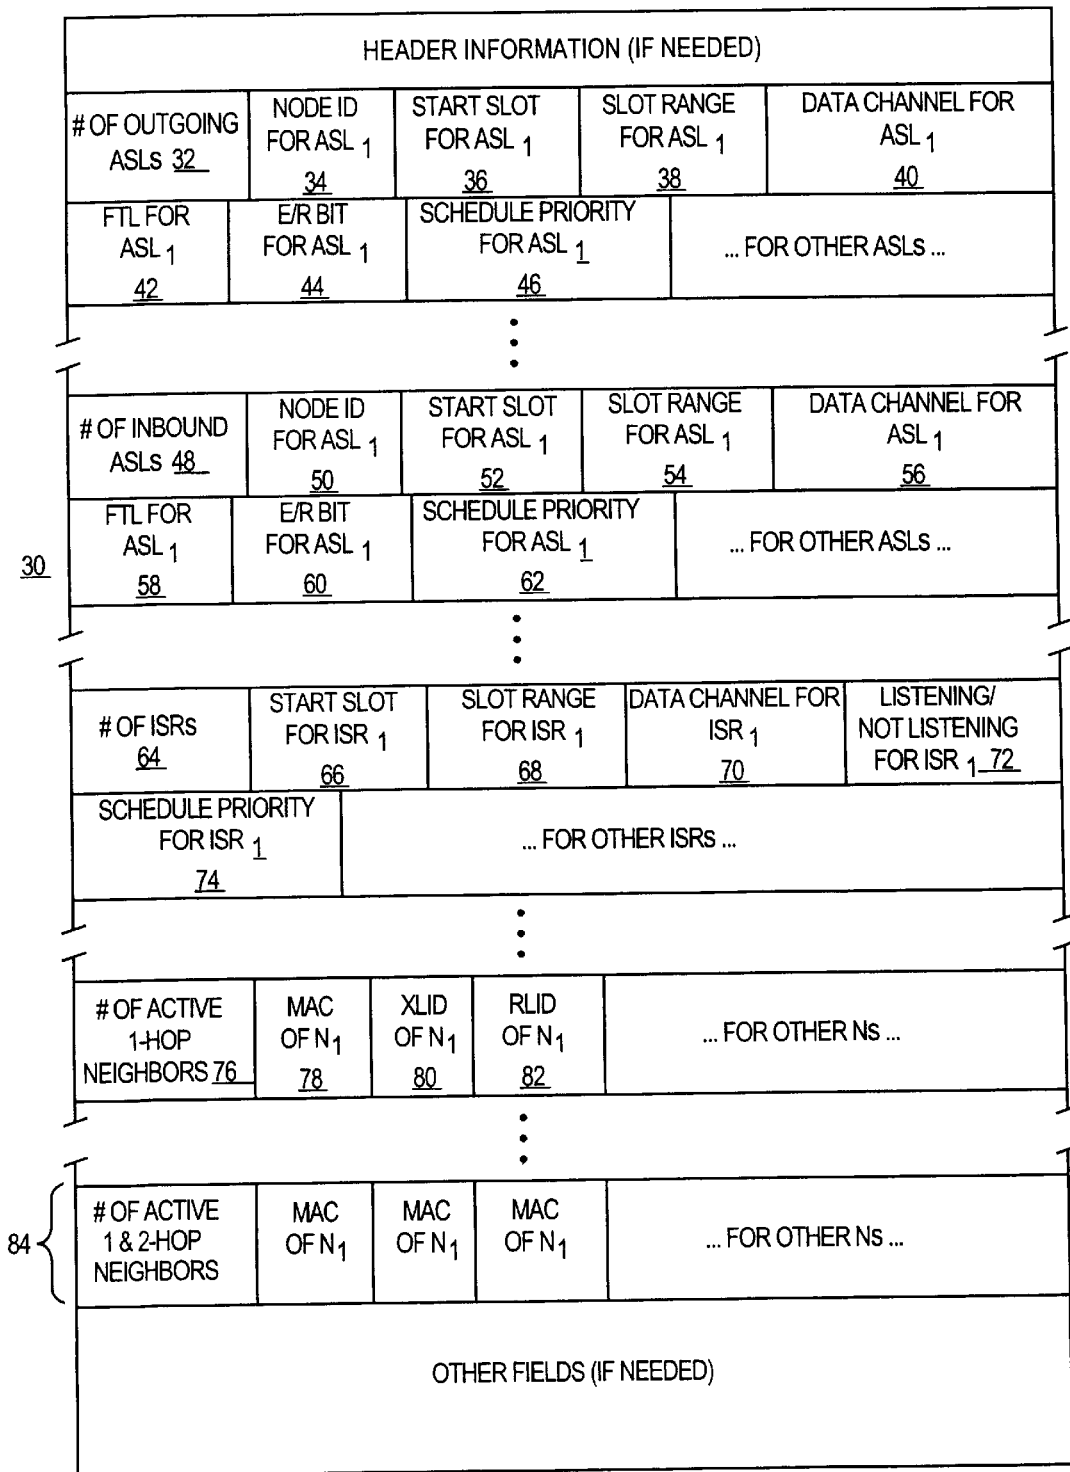 HEADER INFORMATION (IF NEEDED)
# OF OUTGOING
ASLs 32
NODE ID
FOR ASL 1
34
START SLOT
FOR ASL 1
36
SLOT RANGE
FOR ASL 1
38
DATA CHANNEL FOR
ASL 1
40
FTL FOR
ASL 1
42
E/R BIT
FOR ASL 1
44
SCHEDULE PRIORITY
FOR ASL 1
46
... FOR OTHER ASLs ...
# OF INBOUND
ASLs 48
NODE ID
FOR ASL 1
50
START SLOT
FOR ASL 1
52
SLOT RANGE
FOR ASL 1
54
DATA CHANNEL FOR
ASL 1
56
30
FTL FOR
ASL 1
58
E/R BIT
FOR ASL 1
60
SCHEDULE PRIORITY
FOR ASL 1
62
... FOR OTHER ASLs ...
# OF ISRs
64
START SLOT
FOR ISR 1
66
SLOT RANGE
FOR ISR 1
68
DATA CHANNEL FOR
ISR 1
70
LISTENING/
NOT LISTENING
FOR ISR 1 72
SCHEDULE PRIORITY
FOR ISR 1
74
... FOR OTHER ISRs ...
# OF ACTIVE
1-HOP
NEIGHBORS 76
MAC
OF N1
78
XLID
OF N1
80
RLID
OF N1
82
... FOR OTHER Ns ...
84
# OF ACTIVE
1 & 2-HOP
NEIGHBORS
MAC
OF N1
MAC
OF N1
MAC
OF N1
... FOR OTHER Ns ...
OTHER FIELDS (IF NEEDED)